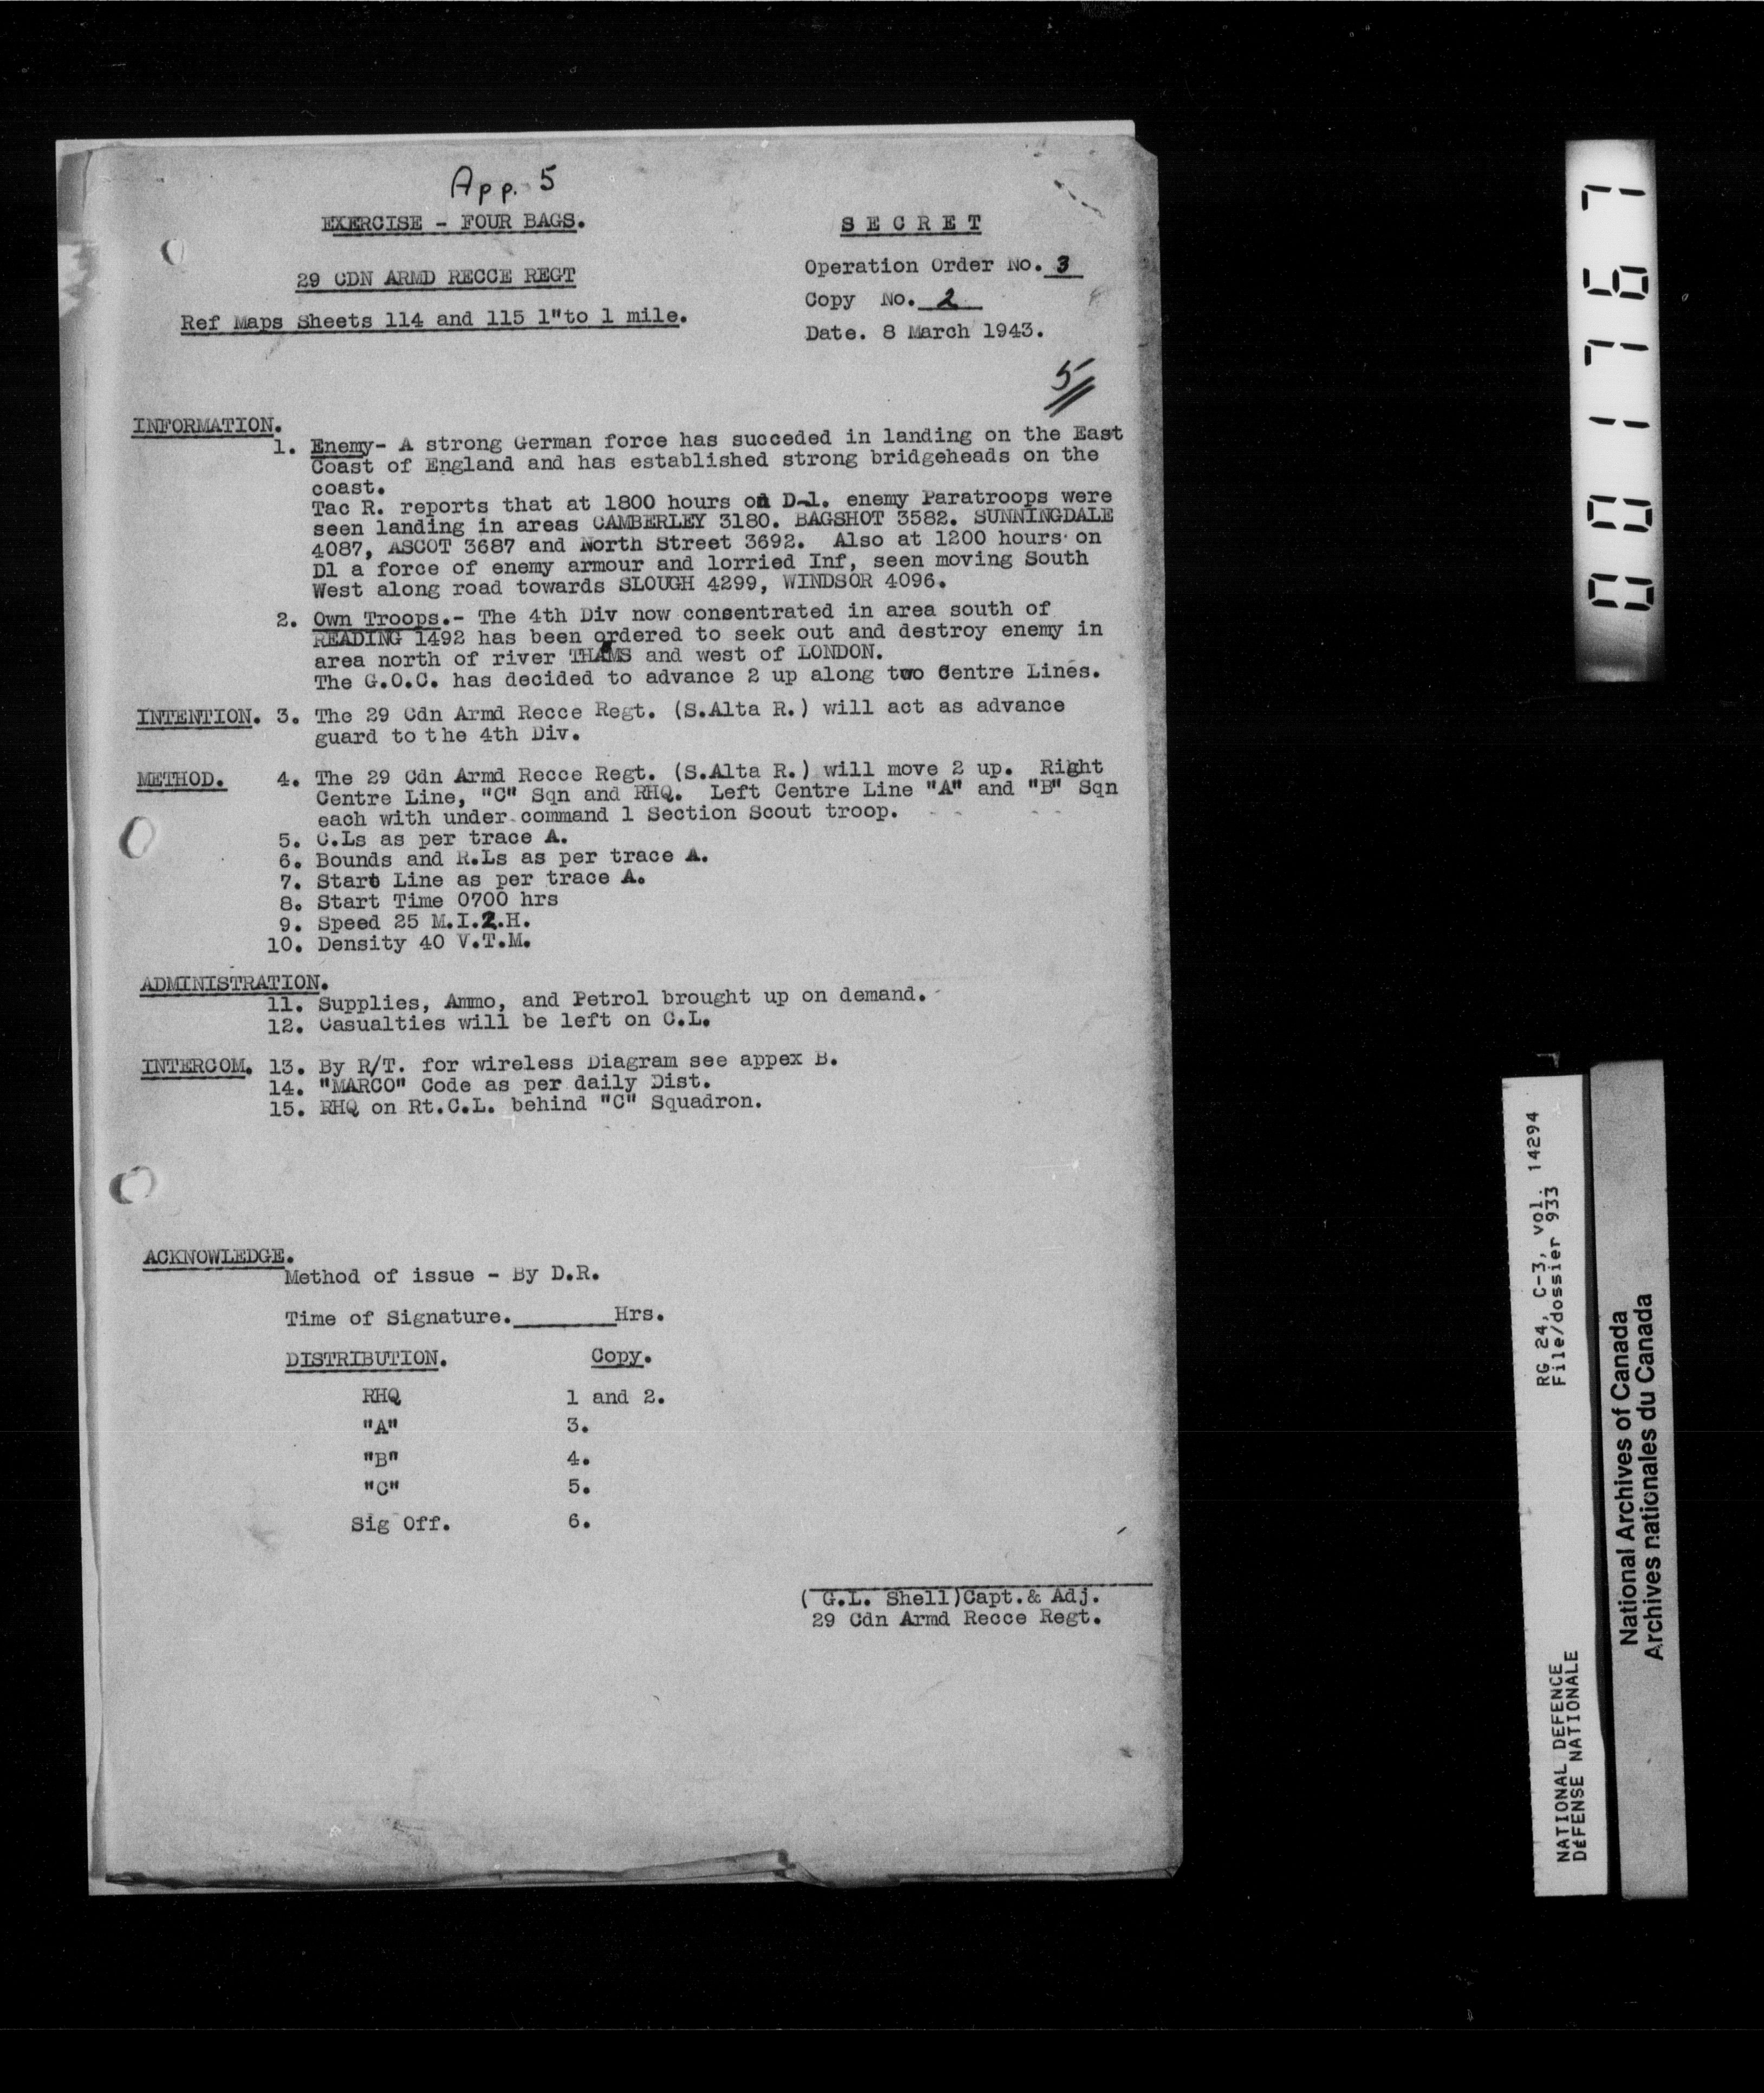 App. 5
EXERCISE - FOUR BAGS.
29 CDN ARMD RECCE REGT
Ref Maps Sheets 114 and 115 1"to 1 mile.
S E C R E T
Operation Order No. 3
Copy No. 2
Date. 8 March 1943.
5
INFORMATION.
1. Enemy- A strong German force has succeded in landing on the East
Coast of England and has established strong bridgeheads on the
coast.
Tac R. reports that at 1800 hours on D-1. enemy Paratroops were
seen landing in areas CAMBERLEY 3180. BAGSHOT 3582. SUNNINGDALE
4087, ASCOT 3687 and North Street 3692. Also at 1200 hours on
D1 a force of enemy armour and lorried Inf, seen moving South
West along road towards SLOUGH 4299, WINDSOR 4096.
2. Own Troops.- The 4th Div now consentrated in area south of
READING 1492 has been ordered to seek out and destroy enemy in
area north of river THAMS and west of LONDON.
The G.O.C. has decided to advance 2 up along two Centre Lines.
INTENTION. 3. The 29 Cdn Armd Recce Regt. (S.Alta R.) will act as advance
guard to the 4th Div.
METHOD. 4. The 29 Cdn Armd Recce Regt. (S.Alta R.) will move 2 up. Right
Centre Line, "C" Sqn and RHQ. Left Centre Line "A" and "B" Sqn
each with under command 1 Section Scout troop.
5. C.Ls as per trace A.
6. Bounds and R.Ls as per trace A.
7. Start Line as per trace A.
8. Start Time 0700 hrs
9. Speed 25 M.I.2.H.
10. Density 40 V.T.M.
ADMINISTRATION.
11. Supplies, Ammo, and Petrol brought up on demand.
12. Casualties will be left on C.L.
INTERCOM. 13. By R/T. for wireless Diagram see appex B.
14. "MARCO" Code as per daily Dist.
15. RHQ on Rt.C.L. behind "C" Squadron.
ACKNOWLEDGE.
Method of issue - By D.R.
Time of Signature.______Hrs.
DISTRIBUTION. Copy.
RHQ 1 and 2.
"A" 3.
"B" 4.
"C" 5.
Sig Off. 6.
( G.L. Shell)Capt.& Adj.
29 Cdn Armd Recce Regt.
001767
RG 24, C-3, vol. 14294
File/dossier 933
NATIONAL DEFENCE
DÉFENSE NATIONALE
National Archives of Canada
Archives nationales du Canada